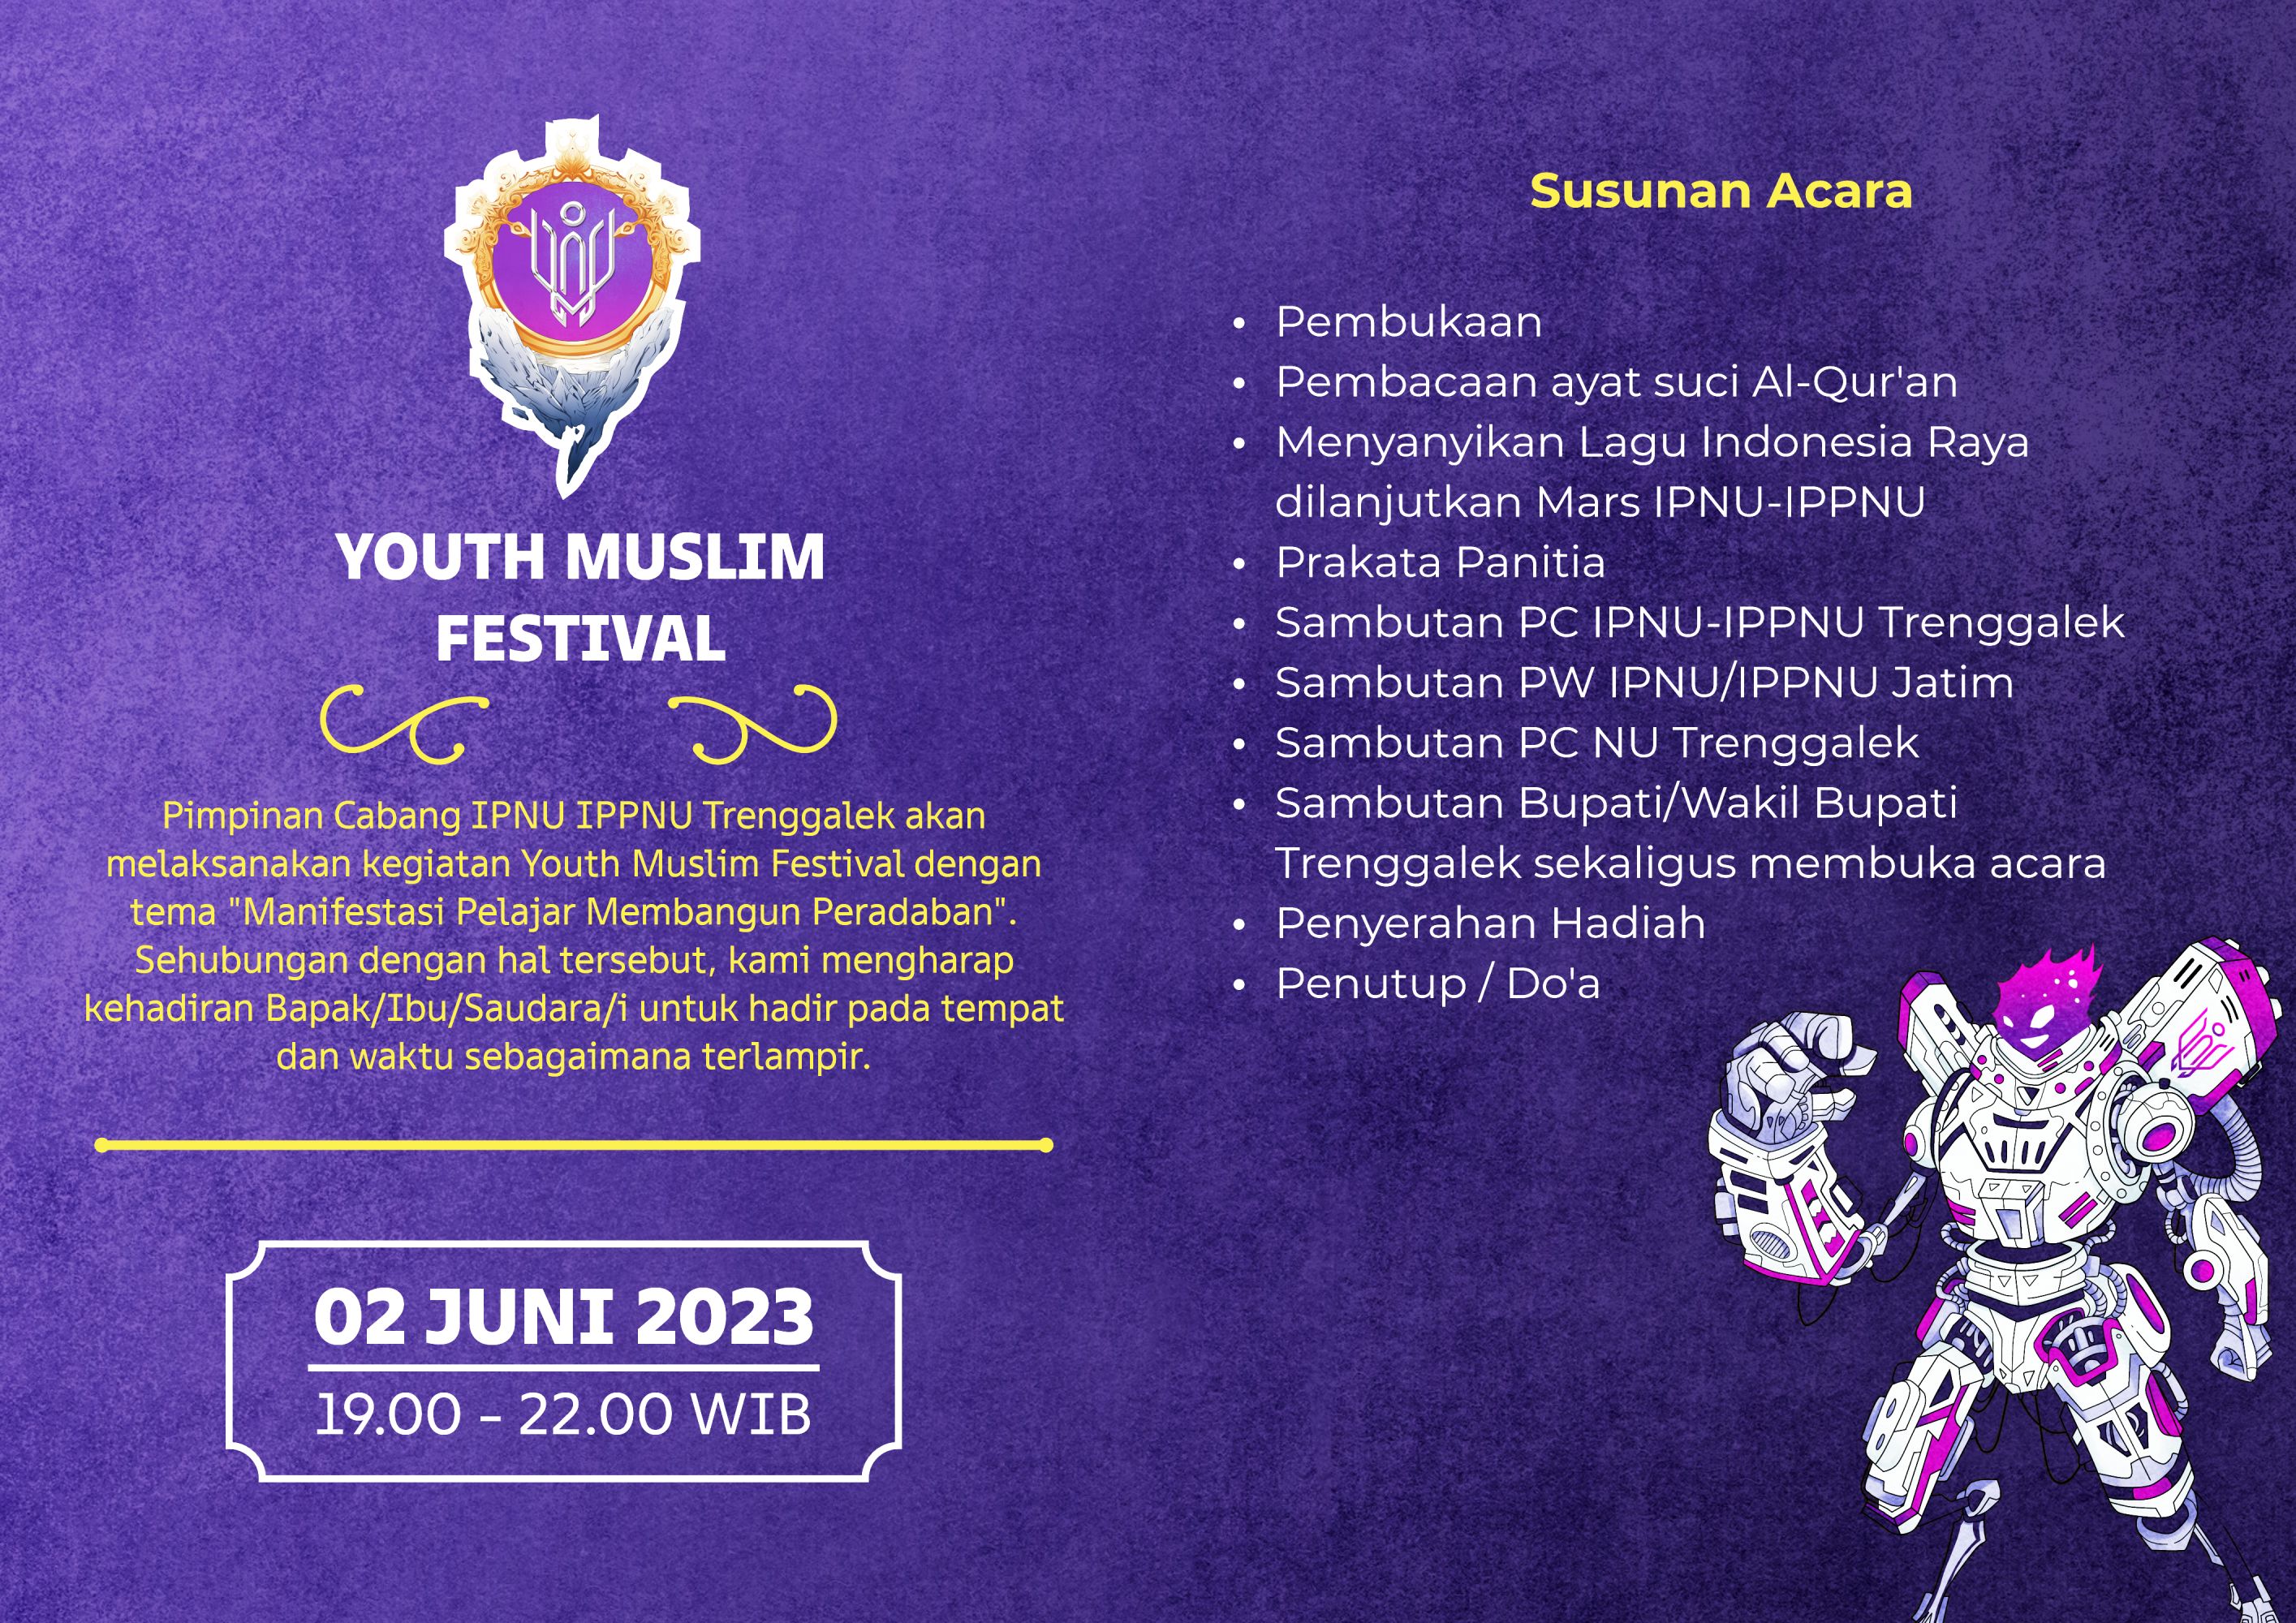 YOUTH MUSLIM
FESTIVAL
Pimpinan Cabang IPNU IPPNU Trenggalek akan
melaksanakan kegiatan Youth Muslim Festival dengan
tema "Manifestasi Pelajar Membangun Peradaban".
Sehubungan dengan hal tersebut, kami mengharap
kehadiran Bapak/Ibu/Saudara/i untuk hadir pada tempat
dan waktu sebagaimana terlampir.
02 JUNI 2023
19.00 - 22.00 WIB
Susunan Acara
• Pembukaan
• Pembacaan ayat suci Al-Qur'an
• Menyanyikan Lagu Indonesia Raya
dilanjutkan Mars IPNU-IPPNU
• Prakata Panitia
• Sambutan PC IPNU-IPPNU Trenggalek
• Sambutan PW IPNU/IPPNU Jatim
• Sambutan PC NU Trenggalek
• Sambutan Bupati/Wakil Bupati
Trenggalek sekaligus membuka acara
• Penyerahan Hadiah
• Penutup / Do'a